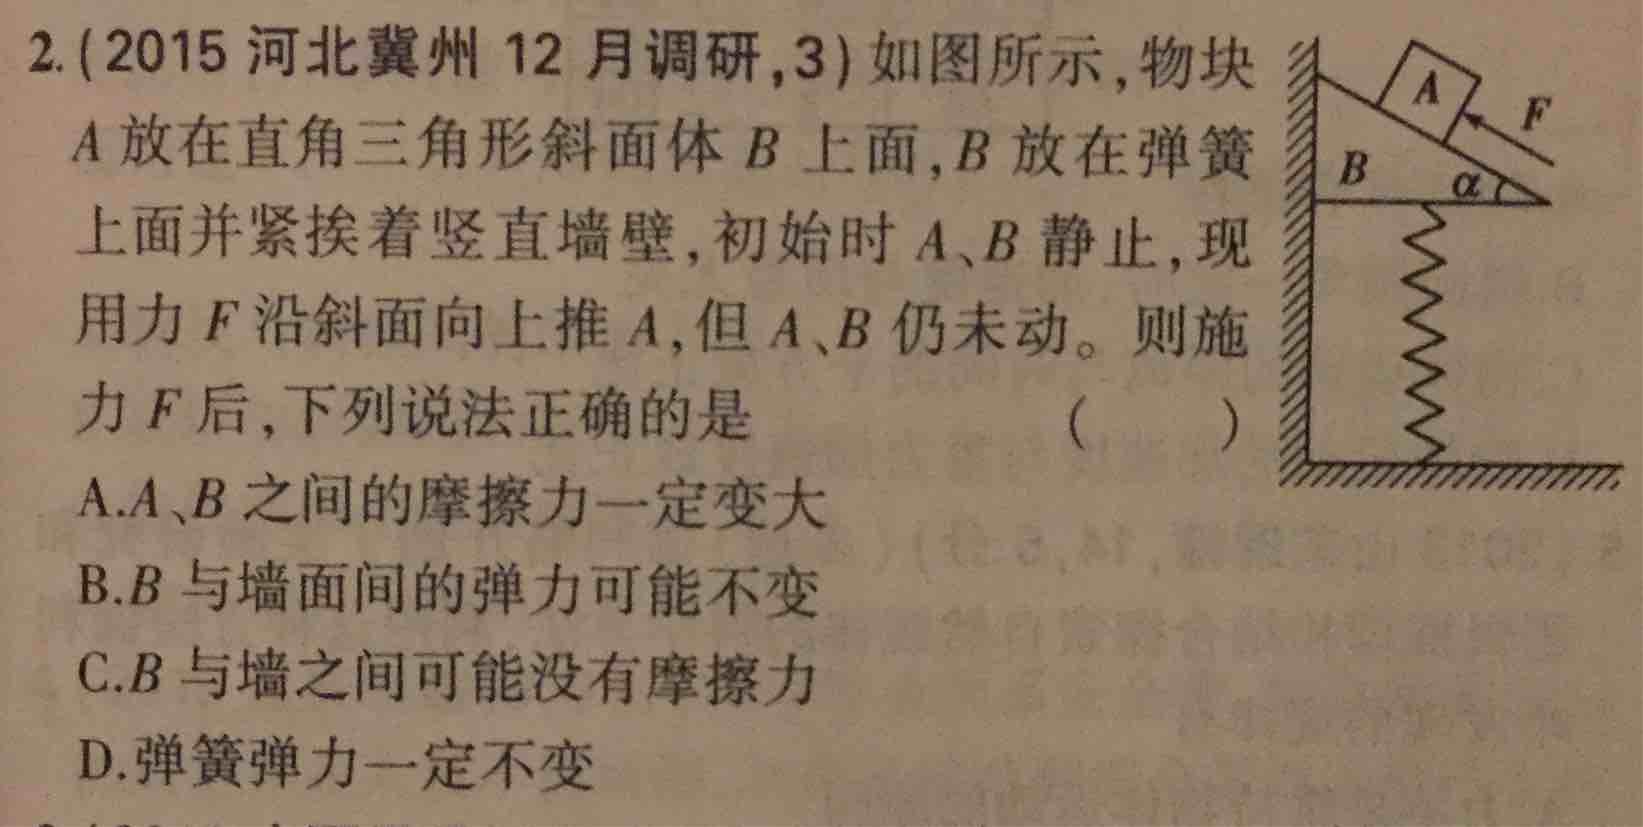 2.(2015 河北冀州 12 月调研,3)如图所示,物块
A 放在直角三角形斜面体 B 上面,B 放在弹簧
上面并紧挨着竖直墙壁,初始时 A、B 静止,现
用力 F 沿斜面向上推 A,但 A、B 仍未动。则施
力 F 后,下列说法正确的是 ( )
A.A、B 之间的摩擦力一定变大
B.B 与墙面间的弹力可能不变
C.B 与墙之间可能没有摩擦力
D.弹簧弹力一定不变
A
F
B
α